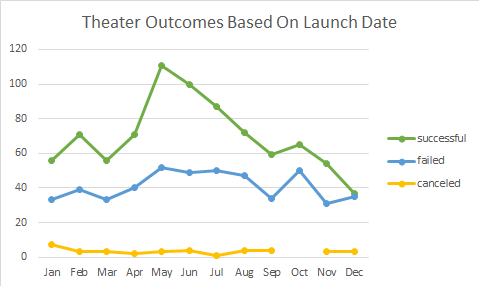 Theater Outcomes Based On Launch Date
120
100
80
60
40
20
0
Jan Feb Mar Apr May Jun Jul Aug Sep Oct Nov Dec
successful
failed
canceled